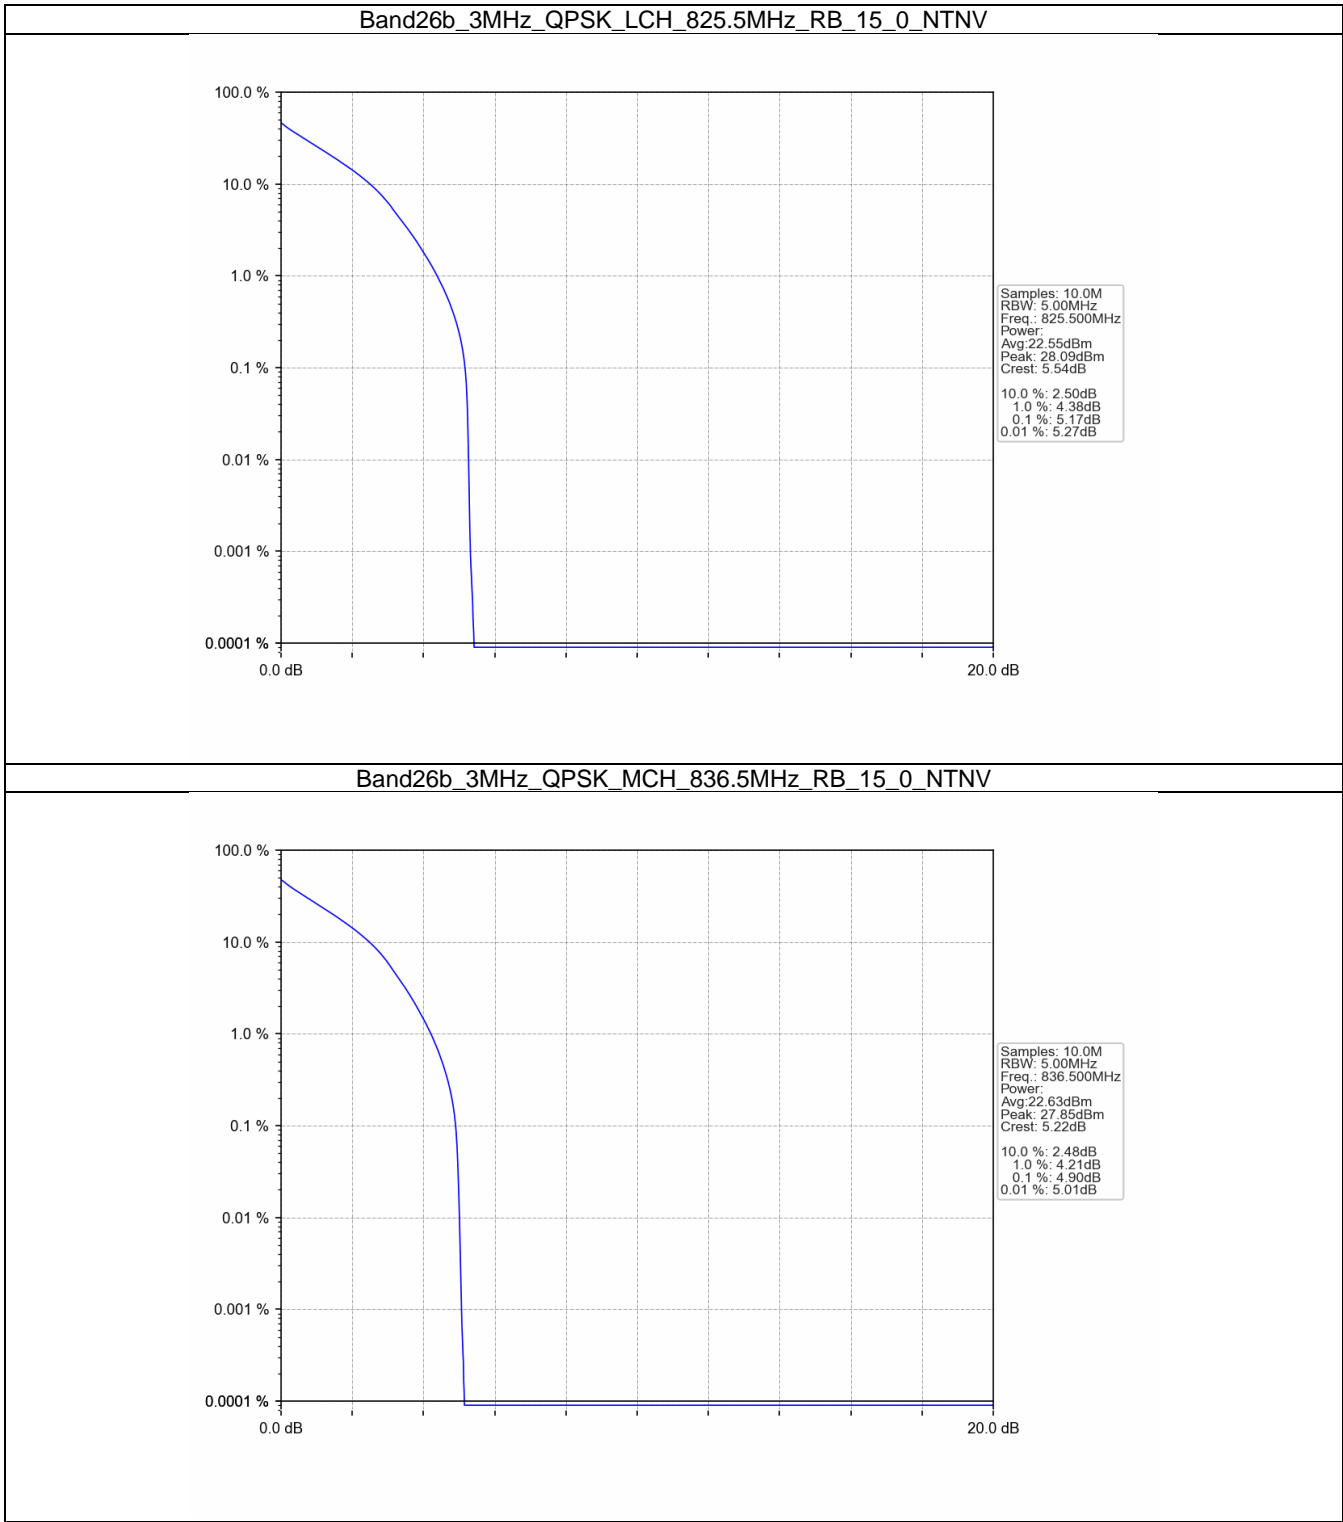 Band26b_3MHz_QPSK_LCH_825.5MHz_RB_15_0_NTNV
100.0 %
10.0 %
1.0 %
0.1 %
0.01 %
0.001 %
0.0001 %
0.0 dB
20.0 dB
Samples: 10.0M
RBW: 5.00MHz
Freq.: 825.500MHz
Power:
Avg:22.55dBm
Peak: 28.09dBm
Crest: 5.54dB
10.0 %: 2.50dB
1.0 %: 4.38dB
0.1 %: 5.17dB
0.01 %: 5.27dB
Band26b_3MHz_QPSK_MCH_836.5MHz_RB_15_0_NTNV
100.0 %
10.0 %
1.0 %
0.1 %
0.01 %
0.001 %
0.0001 %
0.0 dB
20.0 dB
Samples: 10.0M
RBW: 5.00MHz
Freq.: 836.500MHz
Power:
Avg:22.63dBm
Peak: 27.85dBm
Crest: 5.22dB
10.0 %: 2.48dB
1.0 %: 4.21dB
0.1 %: 4.90dB
0.01 %: 5.01dB